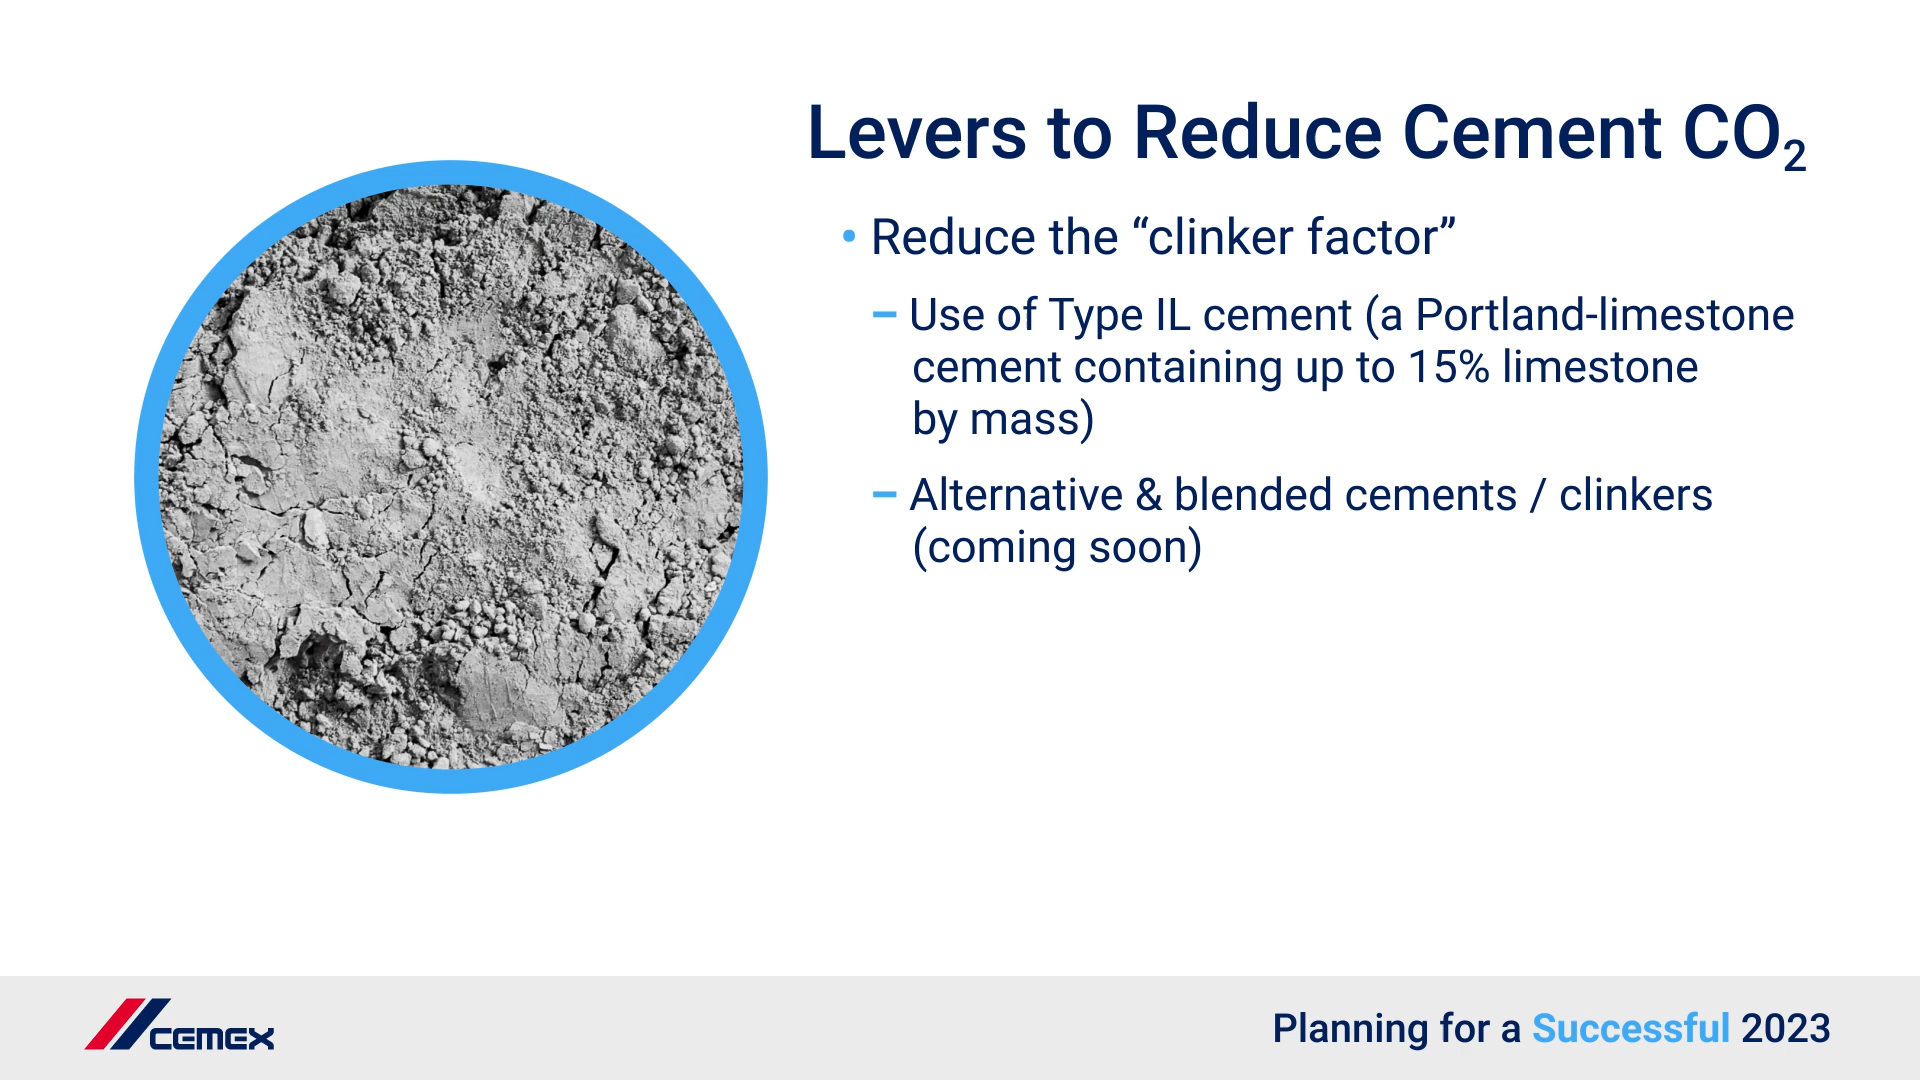 Levers to Reduce Cement CO₂
• Reduce the “clinker factor”
– Use of Type IL cement (a Portland-limestone
cement containing up to 15% limestone
by mass)
– Alternative & blended cements / clinkers
(coming soon)
CEMEX
Planning for a Successful 2023